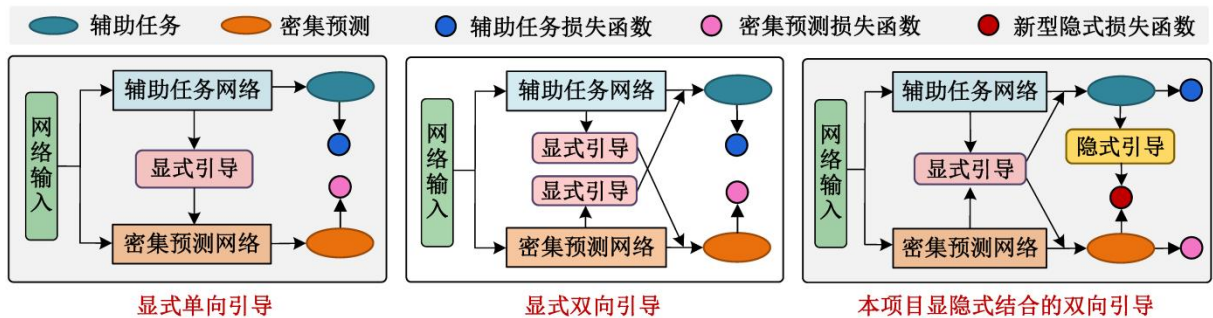 辅助任务 密集预测 辅助任务损失函数 密集预测损失函数 新型隐式损失函数
网络输入
辅助任务网络
显式引导
密集预测网络
显式单向引导
网络输入
辅助任务网络
显式引导
显式引导
密集预测网络
显式双向引导
网络输入
辅助任务网络
显式引导
隐式引导
密集预测网络
本项目显隐式结合的双向引导